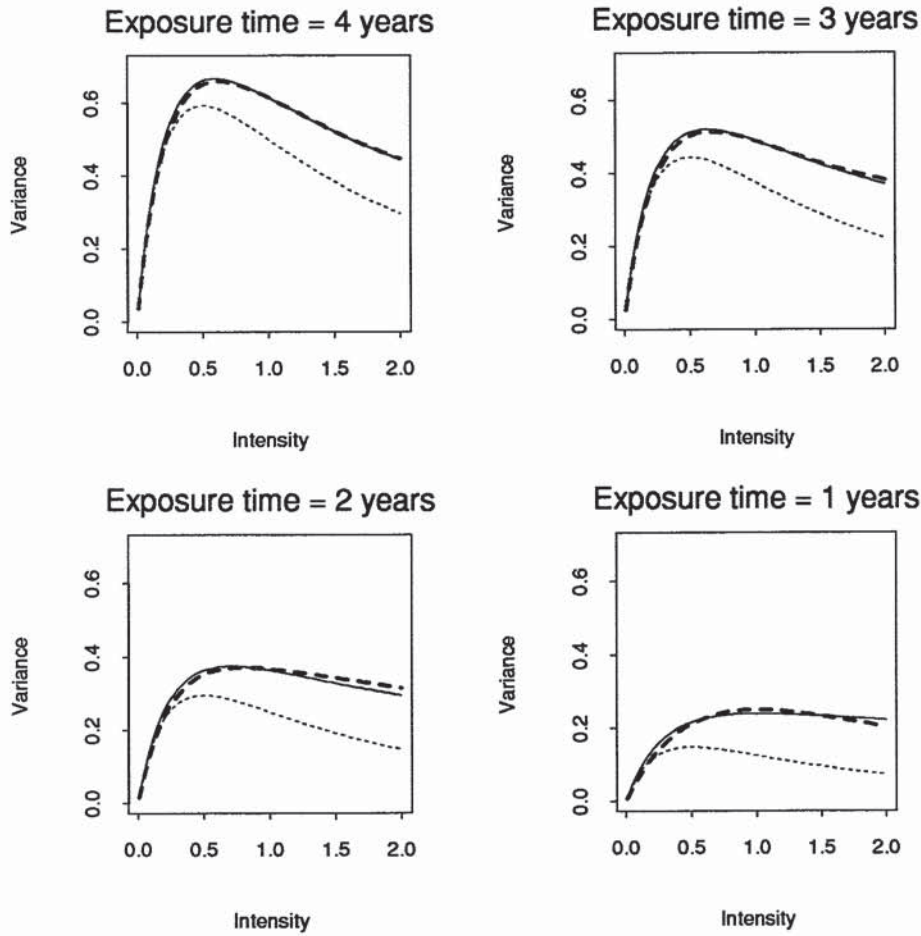 Exposure time = 4 years
Variance
0.0 0.2 0.4 0.6
0.0 0.5 1.0 1.5 2.0
Intensity
Exposure time = 3 years
Variance
0.0 0.2 0.4 0.6
0.0 0.5 1.0 1.5 2.0
Intensity
Exposure time = 2 years
Variance
0.0 0.2 0.4 0.6
0.0 0.5 1.0 1.5 2.0
Intensity
Exposure time = 1 years
Variance
0.0 0.2 0.4 0.6
0.0 0.5 1.0 1.5 2.0
Intensity